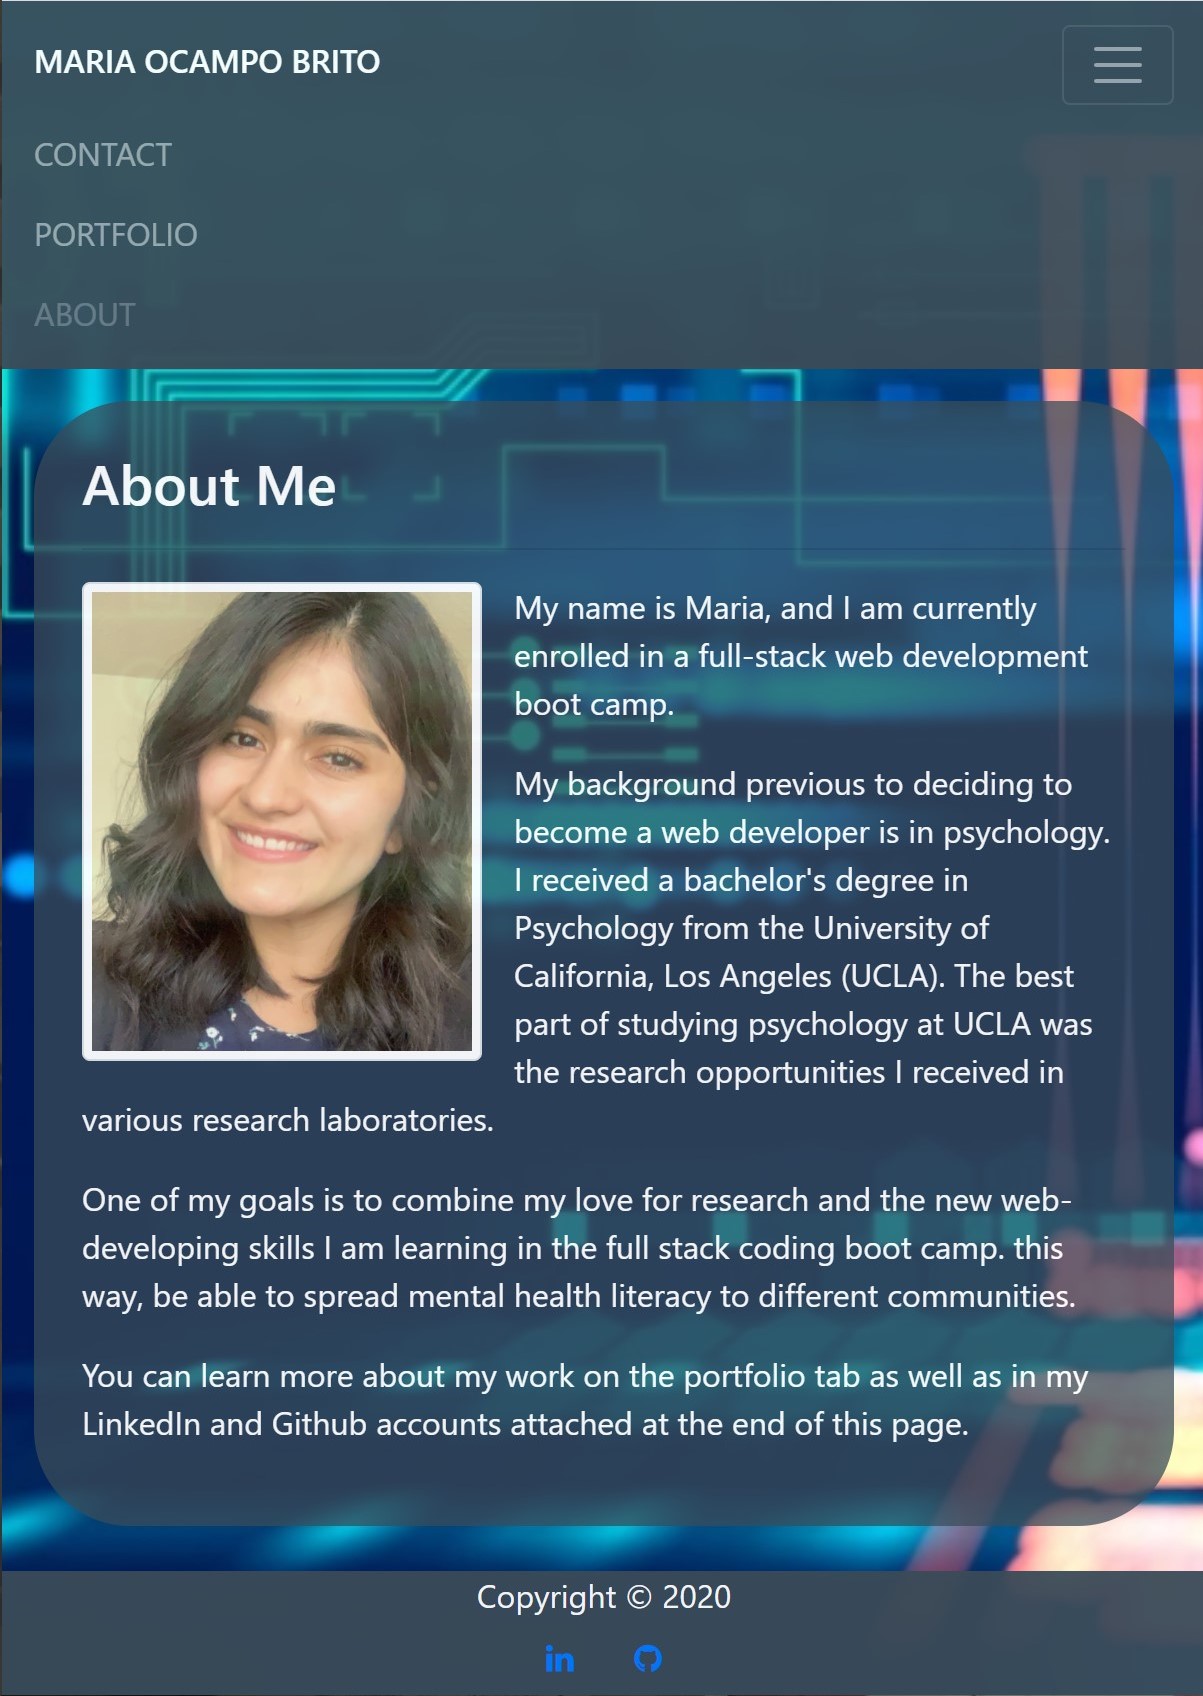 MARIA OCAMPO BRITO
CONTACT
PORTFOLIO
ABOUT
About Me
My name is Maria, and I am currently
enrolled in a full-stack web development
boot camp.
My background previous to deciding to
become a web developer is in psychology.
I received a bachelor's degree in
Psychology from the University of
California, Los Angeles (UCLA). The best
part of studying psychology at UCLA was
the research opportunities I received in
various research laboratories.
One of my goals is to combine my love for research and the new web-
developing skills I am learning in the full stack coding boot camp. this
way, be able to spread mental health literacy to different communities.
You can learn more about my work on the portfolio tab as well as in my
LinkedIn and Github accounts attached at the end of this page.
Copyright © 2020
in